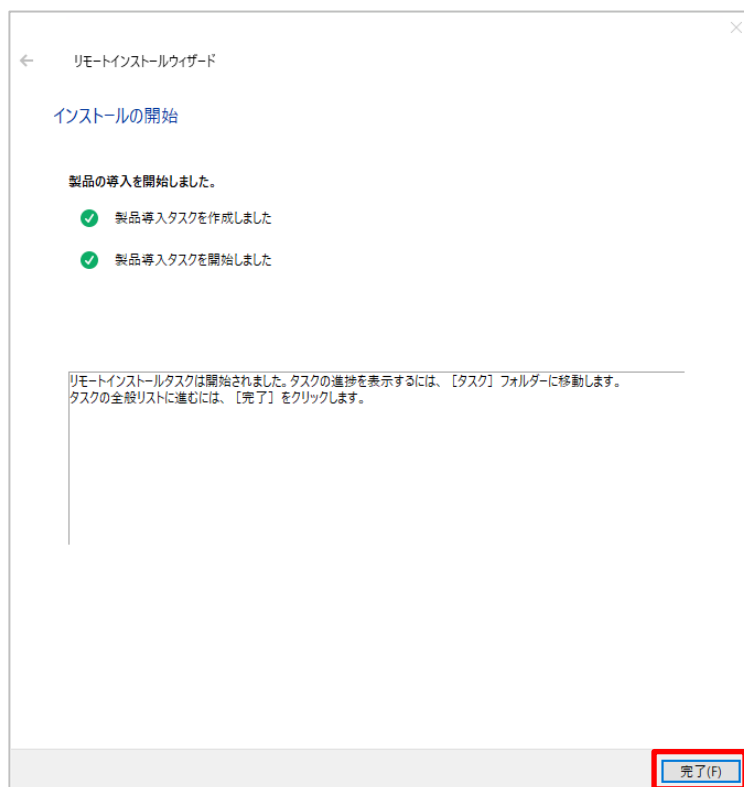 リモートインストールウィザード
インストールの開始
製品の導入を開始しました。
製品導入タスクを作成しました
製品導入タスクを開始しました
リモートインストールタスクは開始されました。タスクの進捗を表示するには、［タスク］フォルダーに移動します。
タスクの全般リストに進むには、［完了］をクリックします。
完了(F)